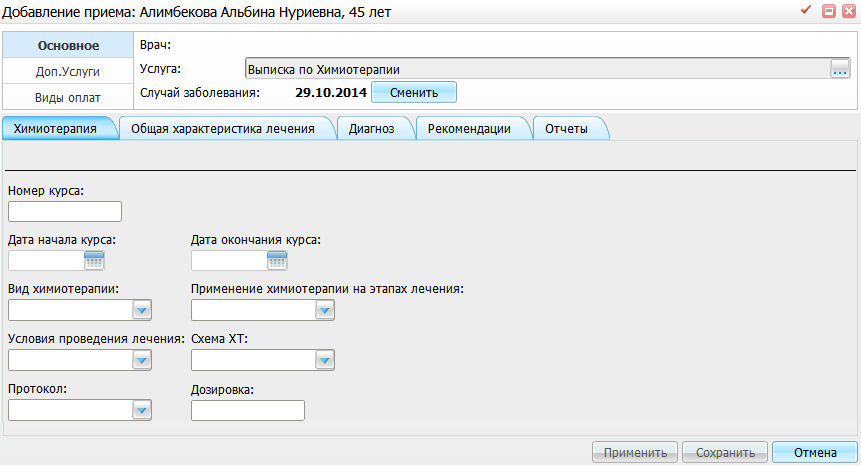 Добавление приема: Алимбекова Альбина Нуриевна, 45 лет
Основное
Доп.Услуги
Виды оплат
Врач:
Услуга: Выписка по Химиотерапии ...
Случай заболевания: 29.10.2014 Сменить
Химиотерапия Общая характеристика лечения Диагноз Рекомендации Отчеты
Номер курса:
Дата начала курса: Дата окончания курса:
Вид химиотерапии: Применение химиотерапии на этапах лечения:
Условия проведения лечения: Схема ХТ:
Протокол: Дозировка:
Применить Сохранить Отмена